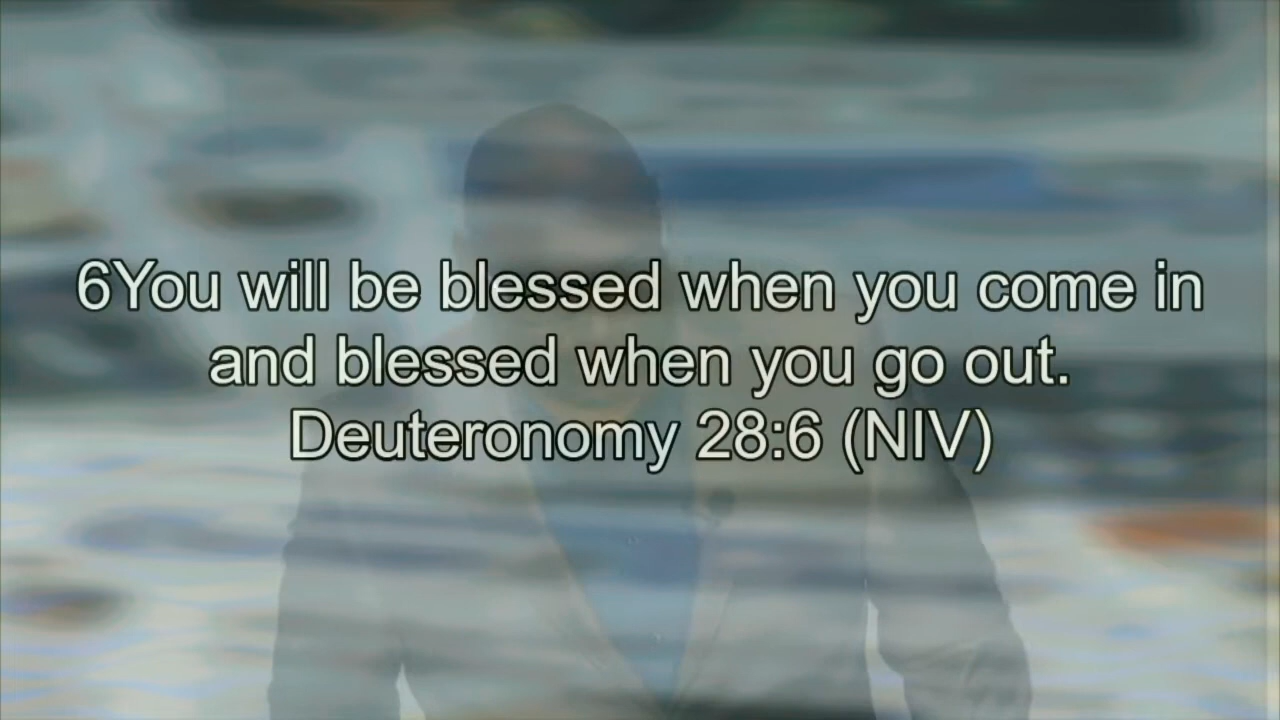 6You will be blessed when you come in
and blessed when you go out.
Deuteronomy 28:6 (NIV)